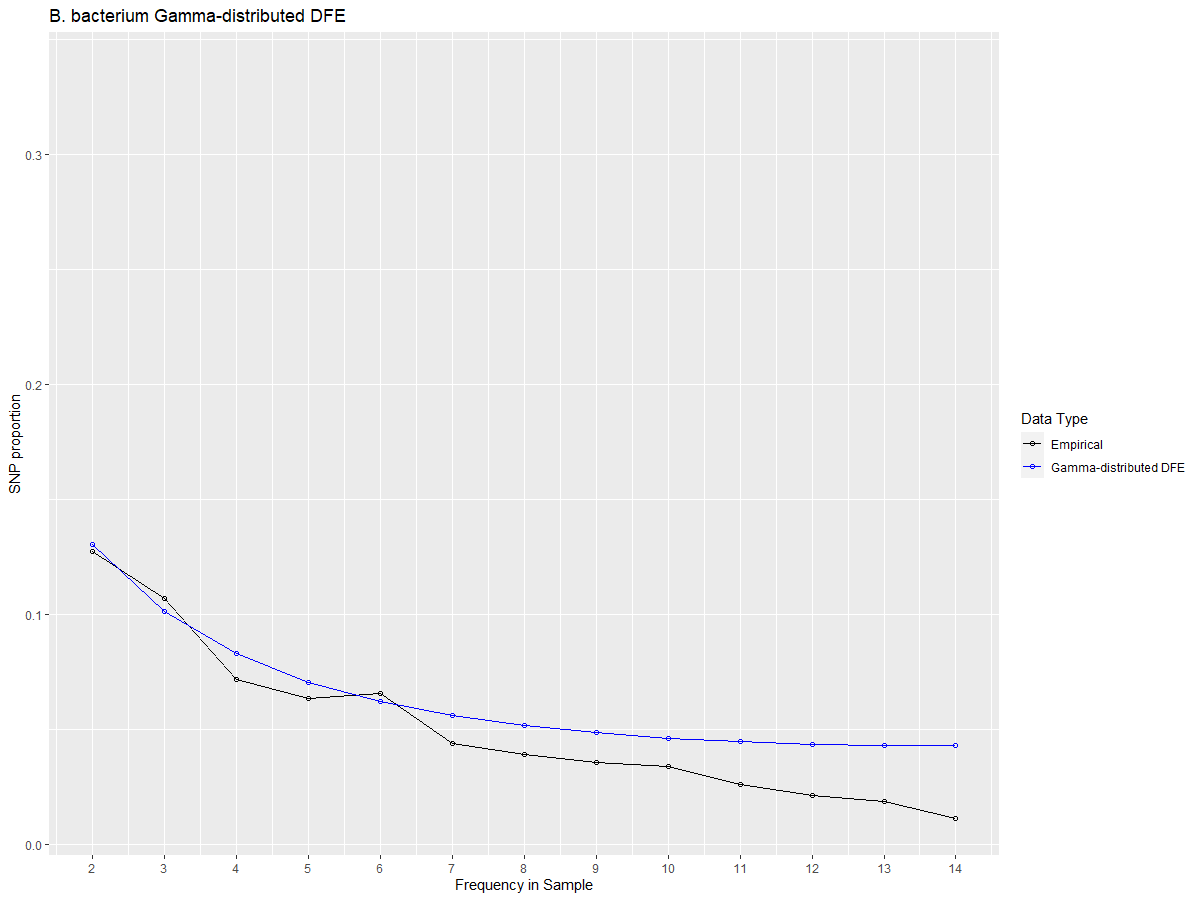 B. bacterium Gamma-distributed DFE
SNP proportion
0.3
0.2
0.1
0.0
2 3 4 5 6 7 8 9 10 11 12 13 14
Frequency in Sample
Data Type
Empirical
Gamma-distributed DFE